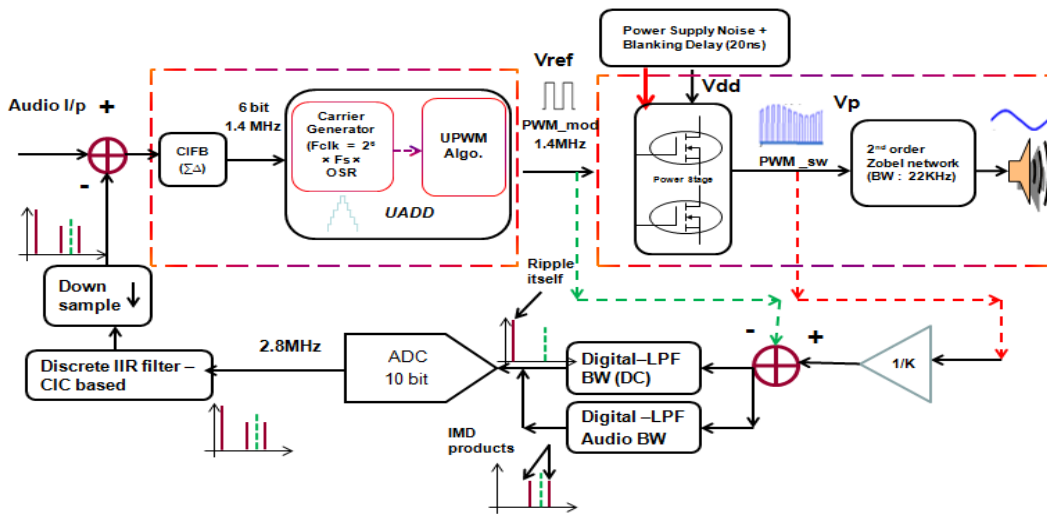 Power Supply Noise +
Blanking Delay (20ns)
Vref
Vdd
Audio I/p
+
-
CIFB
(∑Δ)
6 bit
1.4 MHz
Carrier
Generator
(Fclk = 2⁶
× Fs×
OSR)
UPWM
Algo.
UADD
PWM_mod
1.4MHz
Power Stage
Vp
PWM _sw
2nd order
Zobel network
(BW : 22KHz)
Down
sample
Ripple
itself
2.8MHz
Discrete IIR filter –
CIC based
ADC
10 bit
Digital–LPF
BW (DC)
Digital –LPF
Audio BW
-
+
1/K
IMD
products